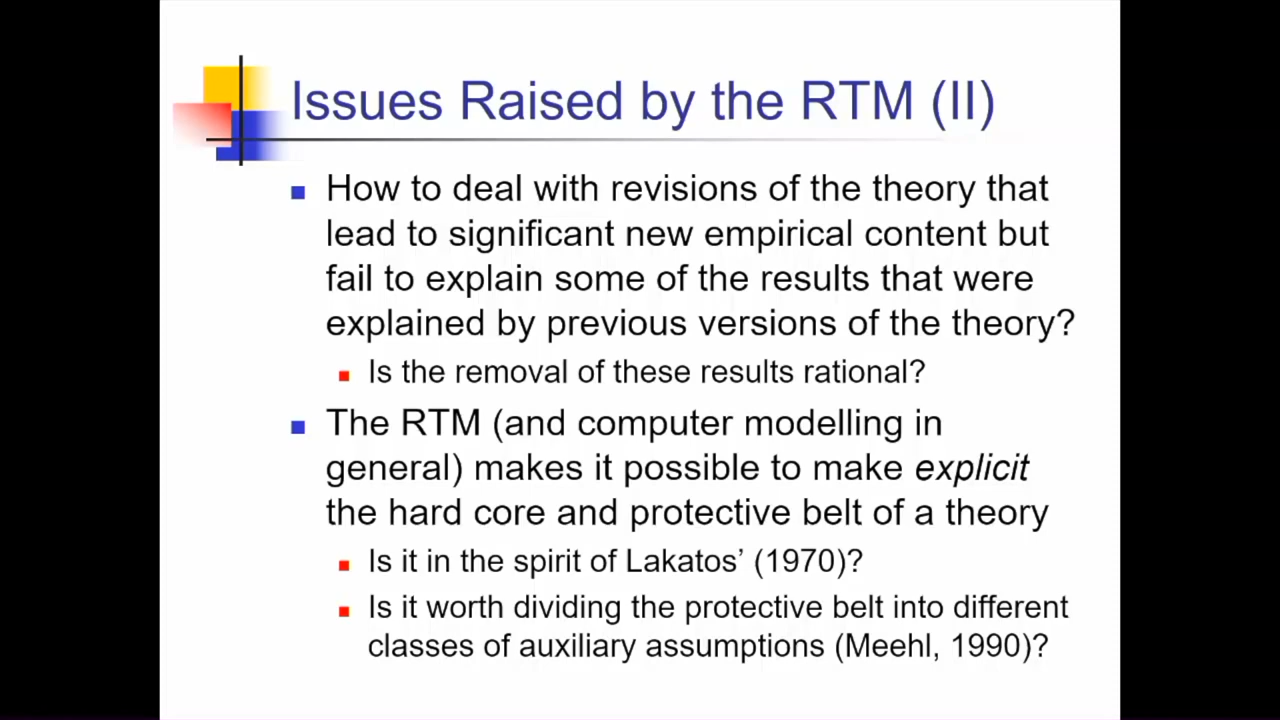 Issues Raised by the RTM (II)
How to deal with revisions of the theory that
lead to significant new empirical content but
fail to explain some of the results that were
explained by previous versions of the theory?
Is the removal of these results rational?
The RTM (and computer modelling in
general) makes it possible to make explicit
the hard core and protective belt of a theory
Is it in the spirit of Lakatos’ (1970)?
Is it worth dividing the protective belt into different
classes of auxiliary assumptions (Meehl, 1990)?